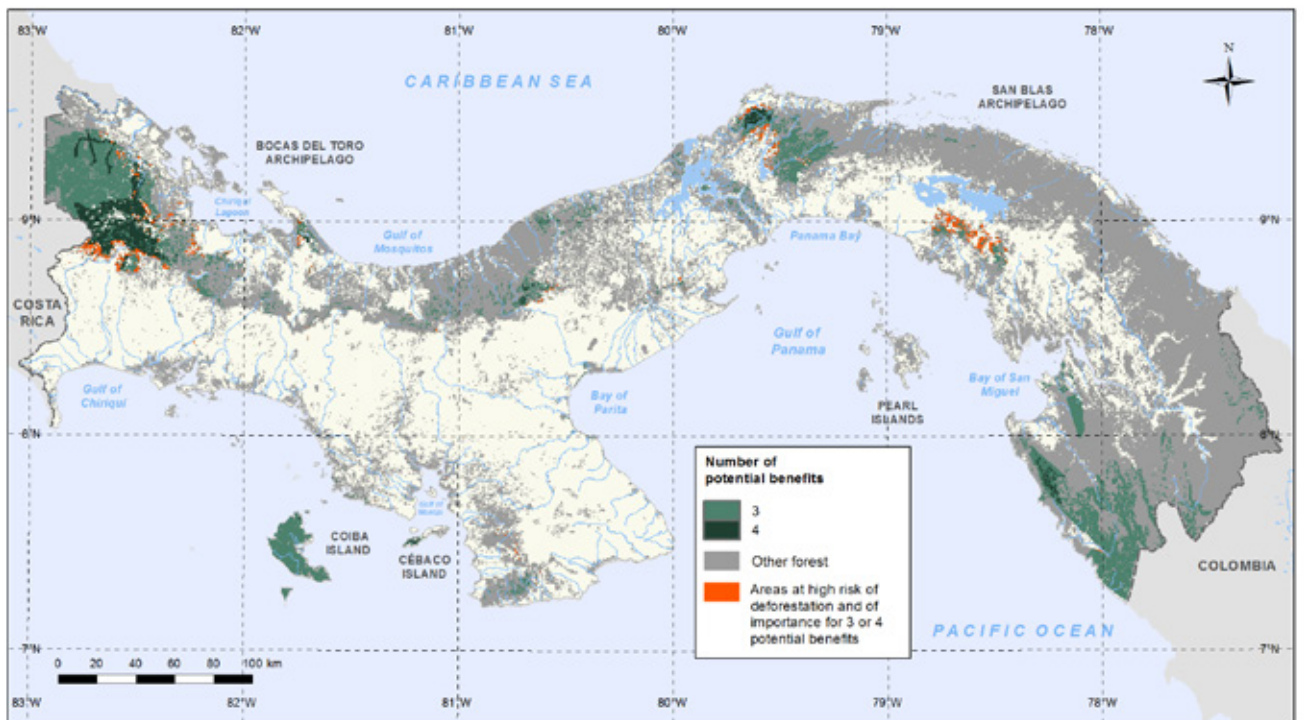 83°W 82°W 81°W 80°W 79°W 78°W
N
CARIBBEAN SEA
SAN BLAS
ARCHIPELAGO
BOCAS DEL TORO
ARCHIPELAGO
Chiriqui
Lagoon
9°N 9°N
Gulf of
Mosquitos
Panama Bay
COSTA
RICA
Gulf of
Panama
Gulf of
Chiriquí
Bay of
Parita
Bay of San
Miguel
PEARL
ISLANDS
8°N 8°N
Number of
potential benefits
3
4
Other forest
Areas at high risk of
deforestation and of
importance for 3 or 4
potential benefits
COIBA
ISLAND
CÉBACO
ISLAND
COLOMBIA
PACIFIC OCEAN
7°N 7°N
0 20 40 60 80 100 km
83°W 82°W 81°W 80°W 79°W 78°W